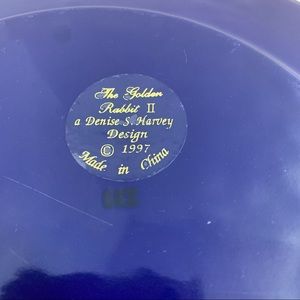 The Golden
Rabbit II
a Denise S. Harvey
Design
© 1997
Made in China